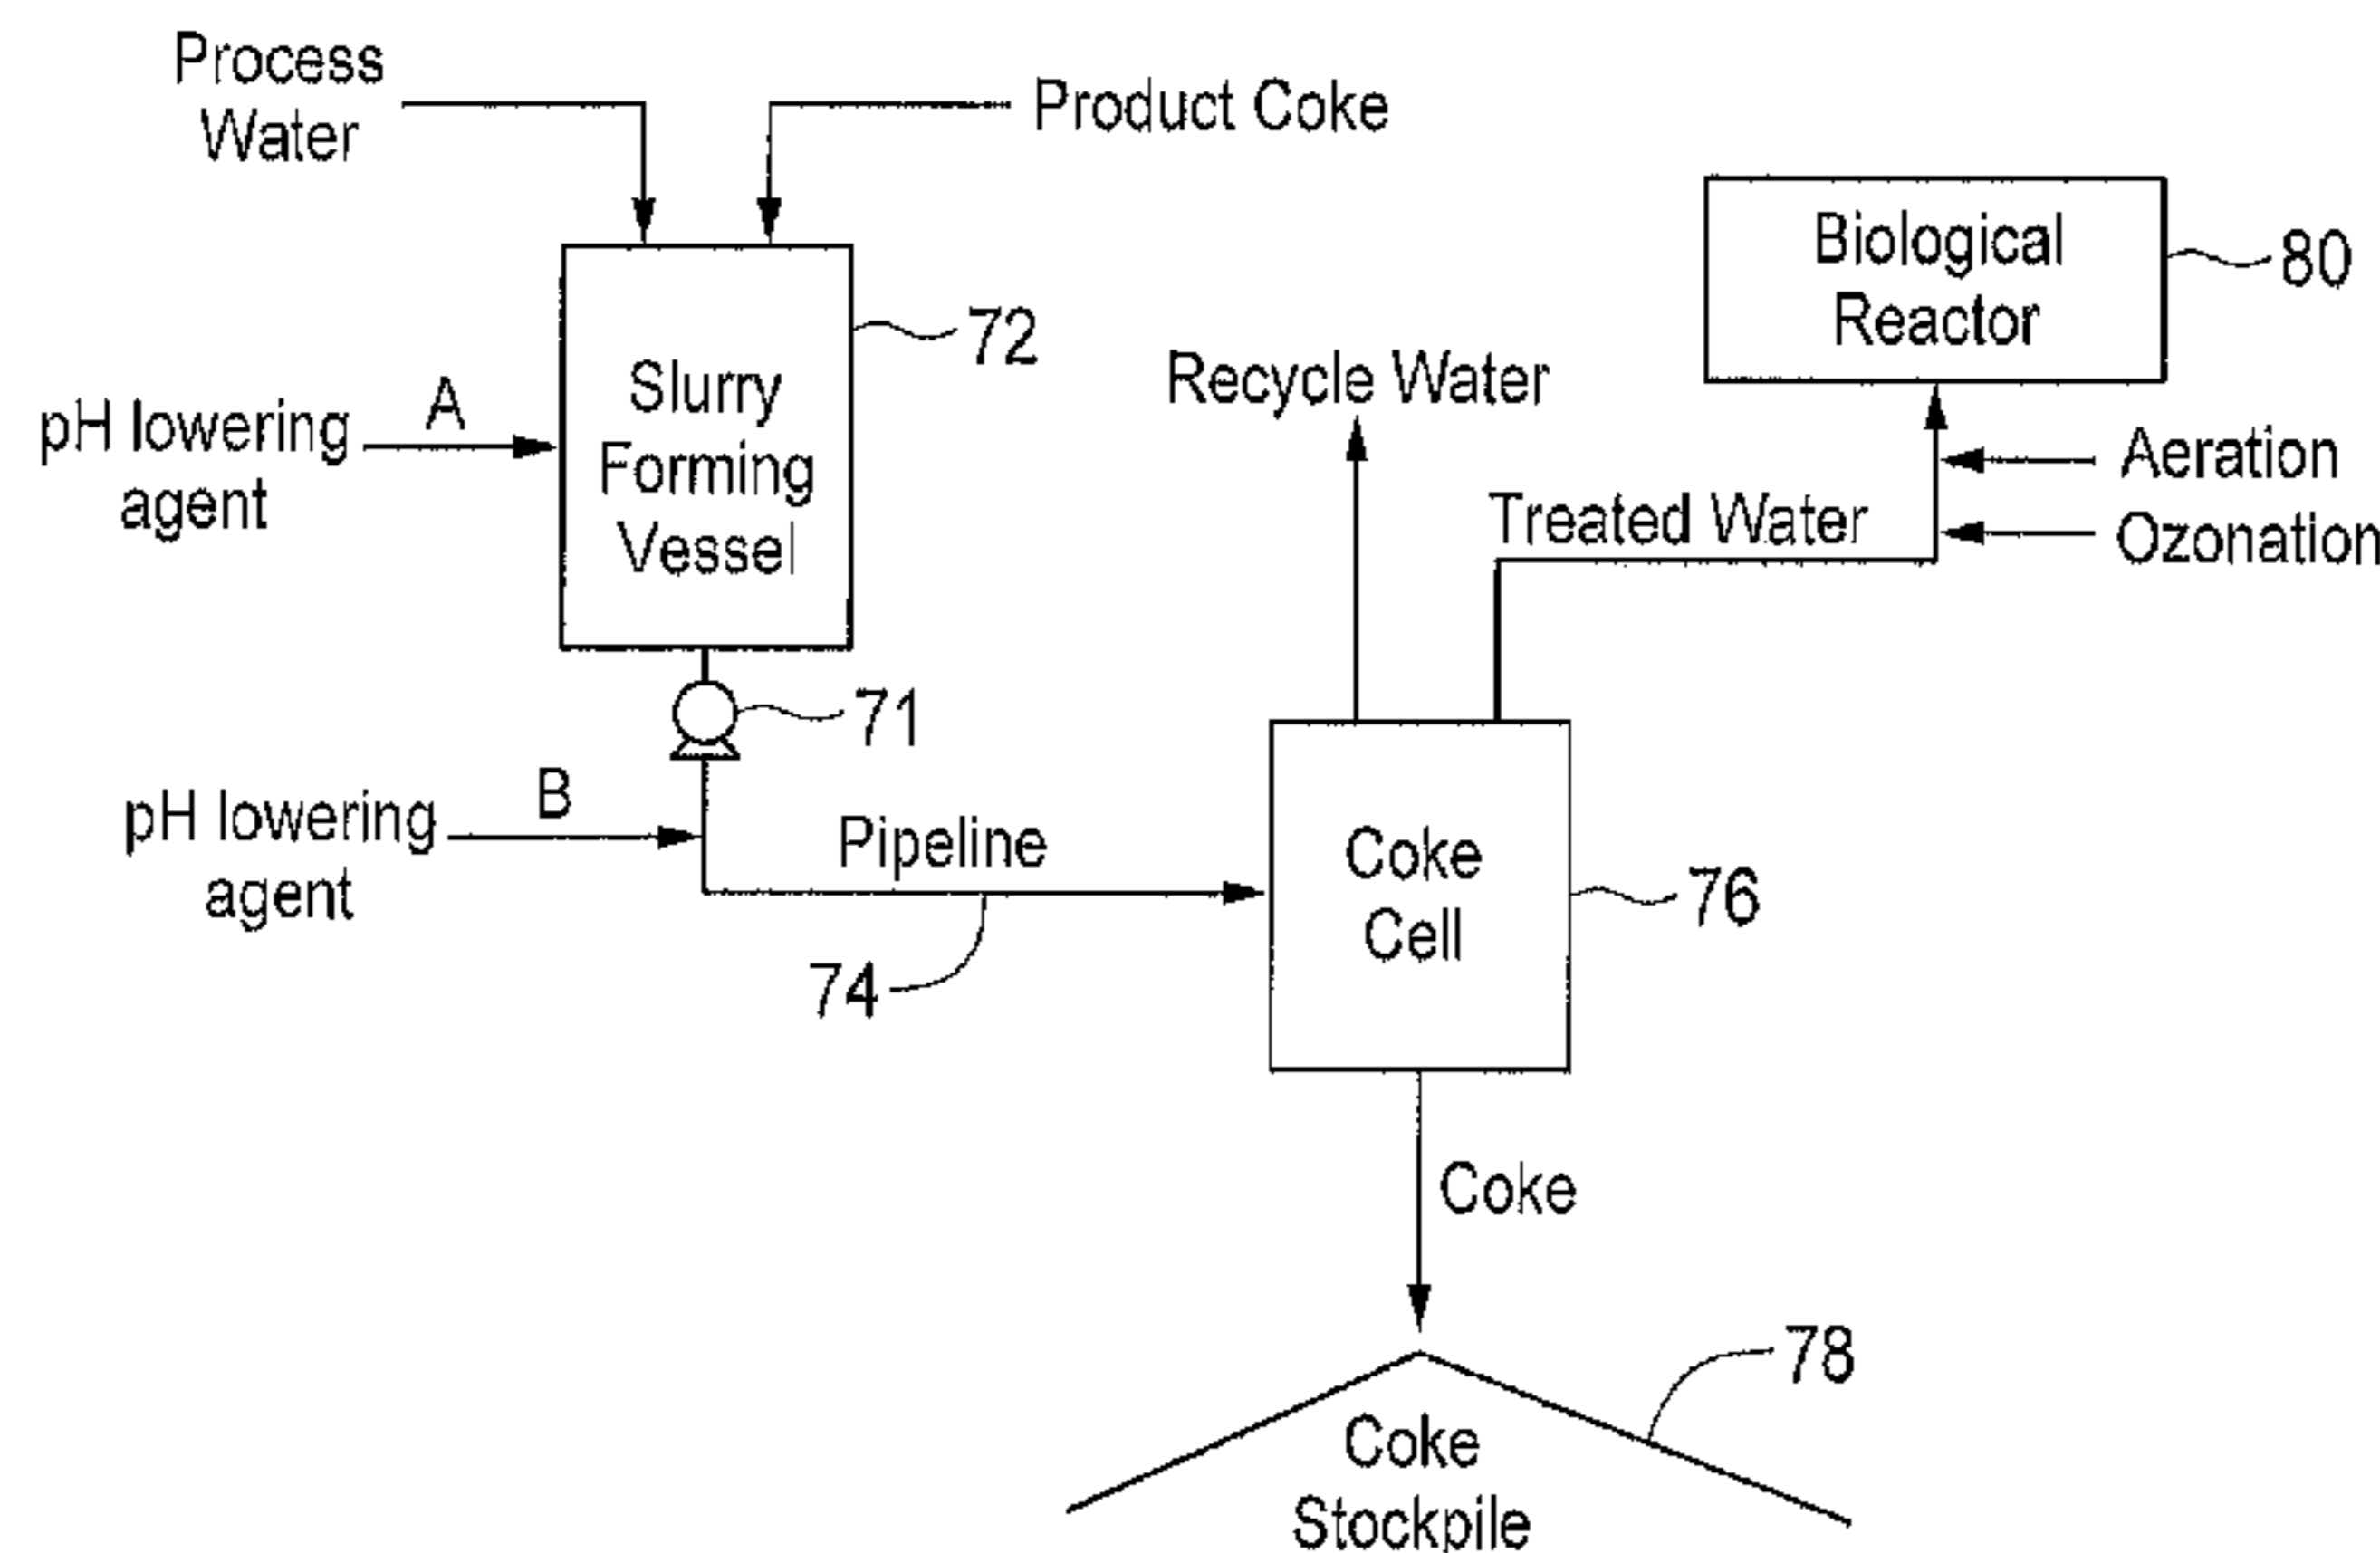 Process
Water
Product Coke
Biological
Reactor
80
72
Slurry
Forming
Vessel
pH lowering
agent
A
Recycle Water
Treated Water
Aeration
Ozonation
71
pH lowering
agent
B
Pipeline
74
Coke
Cell
76
Coke
78
Coke
Stockpile